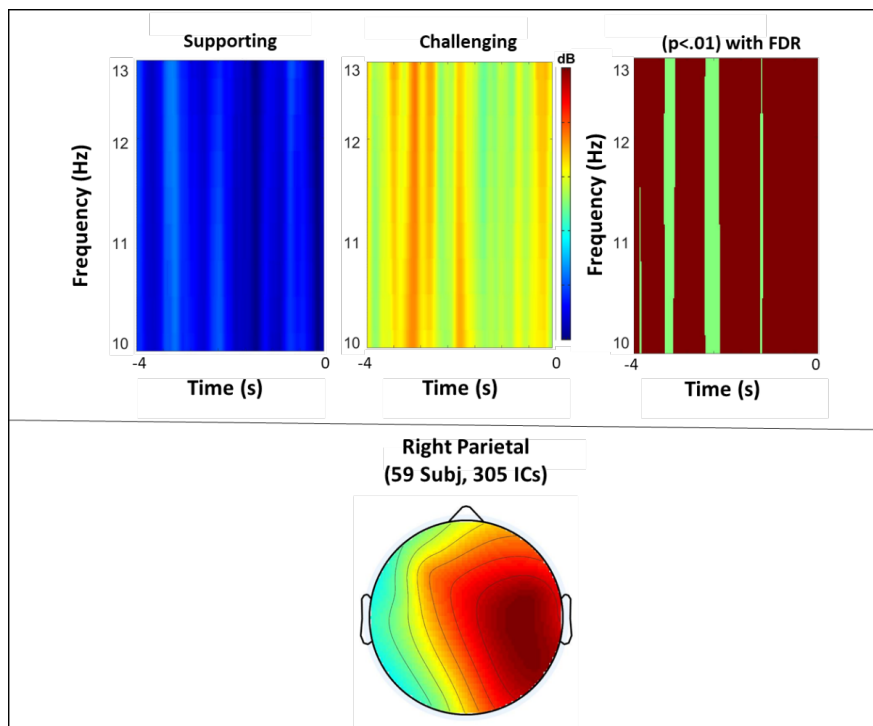 Supporting
Challenging
(p<.01) with FDR
dB
Frequency (Hz)
13
12
11
10
-4
0
Time (s)
13
12
11
10
-4
0
Time (s)
Frequency (Hz)
13
12
11
10
-4
0
Time (s)
Right Parietal
(59 Subj, 305 ICs)